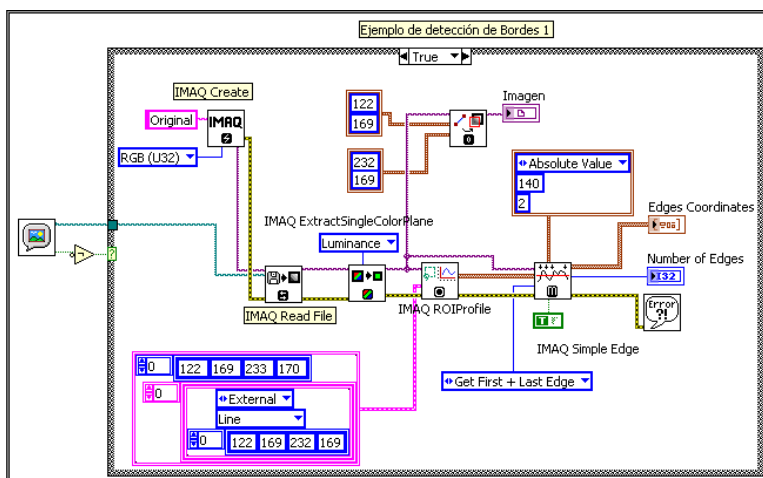 Ejemplo de detección de Bordes 1
True
IMAQ Create
Original
IMAQ
RGB (U32)
122
169
232
169
Imagen
Absolute Value
140
2
Edges Coordinates
Number of Edges
I32
IMAQ ExtractSingleColorPlane
Luminance
IMAQ Read File
IMAQ ROIProfile
IMAQ Simple Edge
Error
?!
T
?
Get First + Last Edge
0
122 169 233 170
0
External
Line
0
122 169 232 169